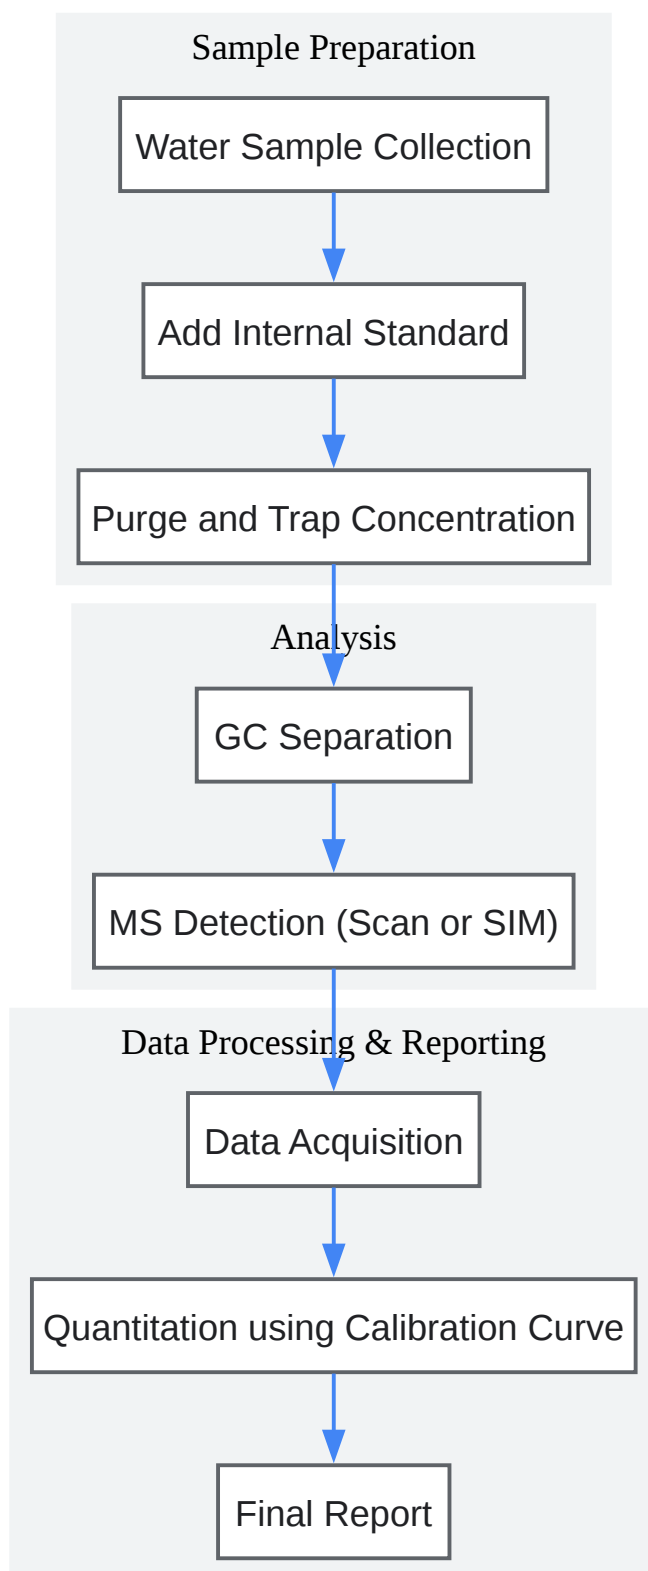 Sample Preparation
Water Sample Collection
Add Internal Standard
Purge and Trap Concentration
Analysis
GC Separation
MS Detection (Scan or SIM)
Data Processing & Reporting
Data Acquisition
Quantitation using Calibration Curve
Final Report